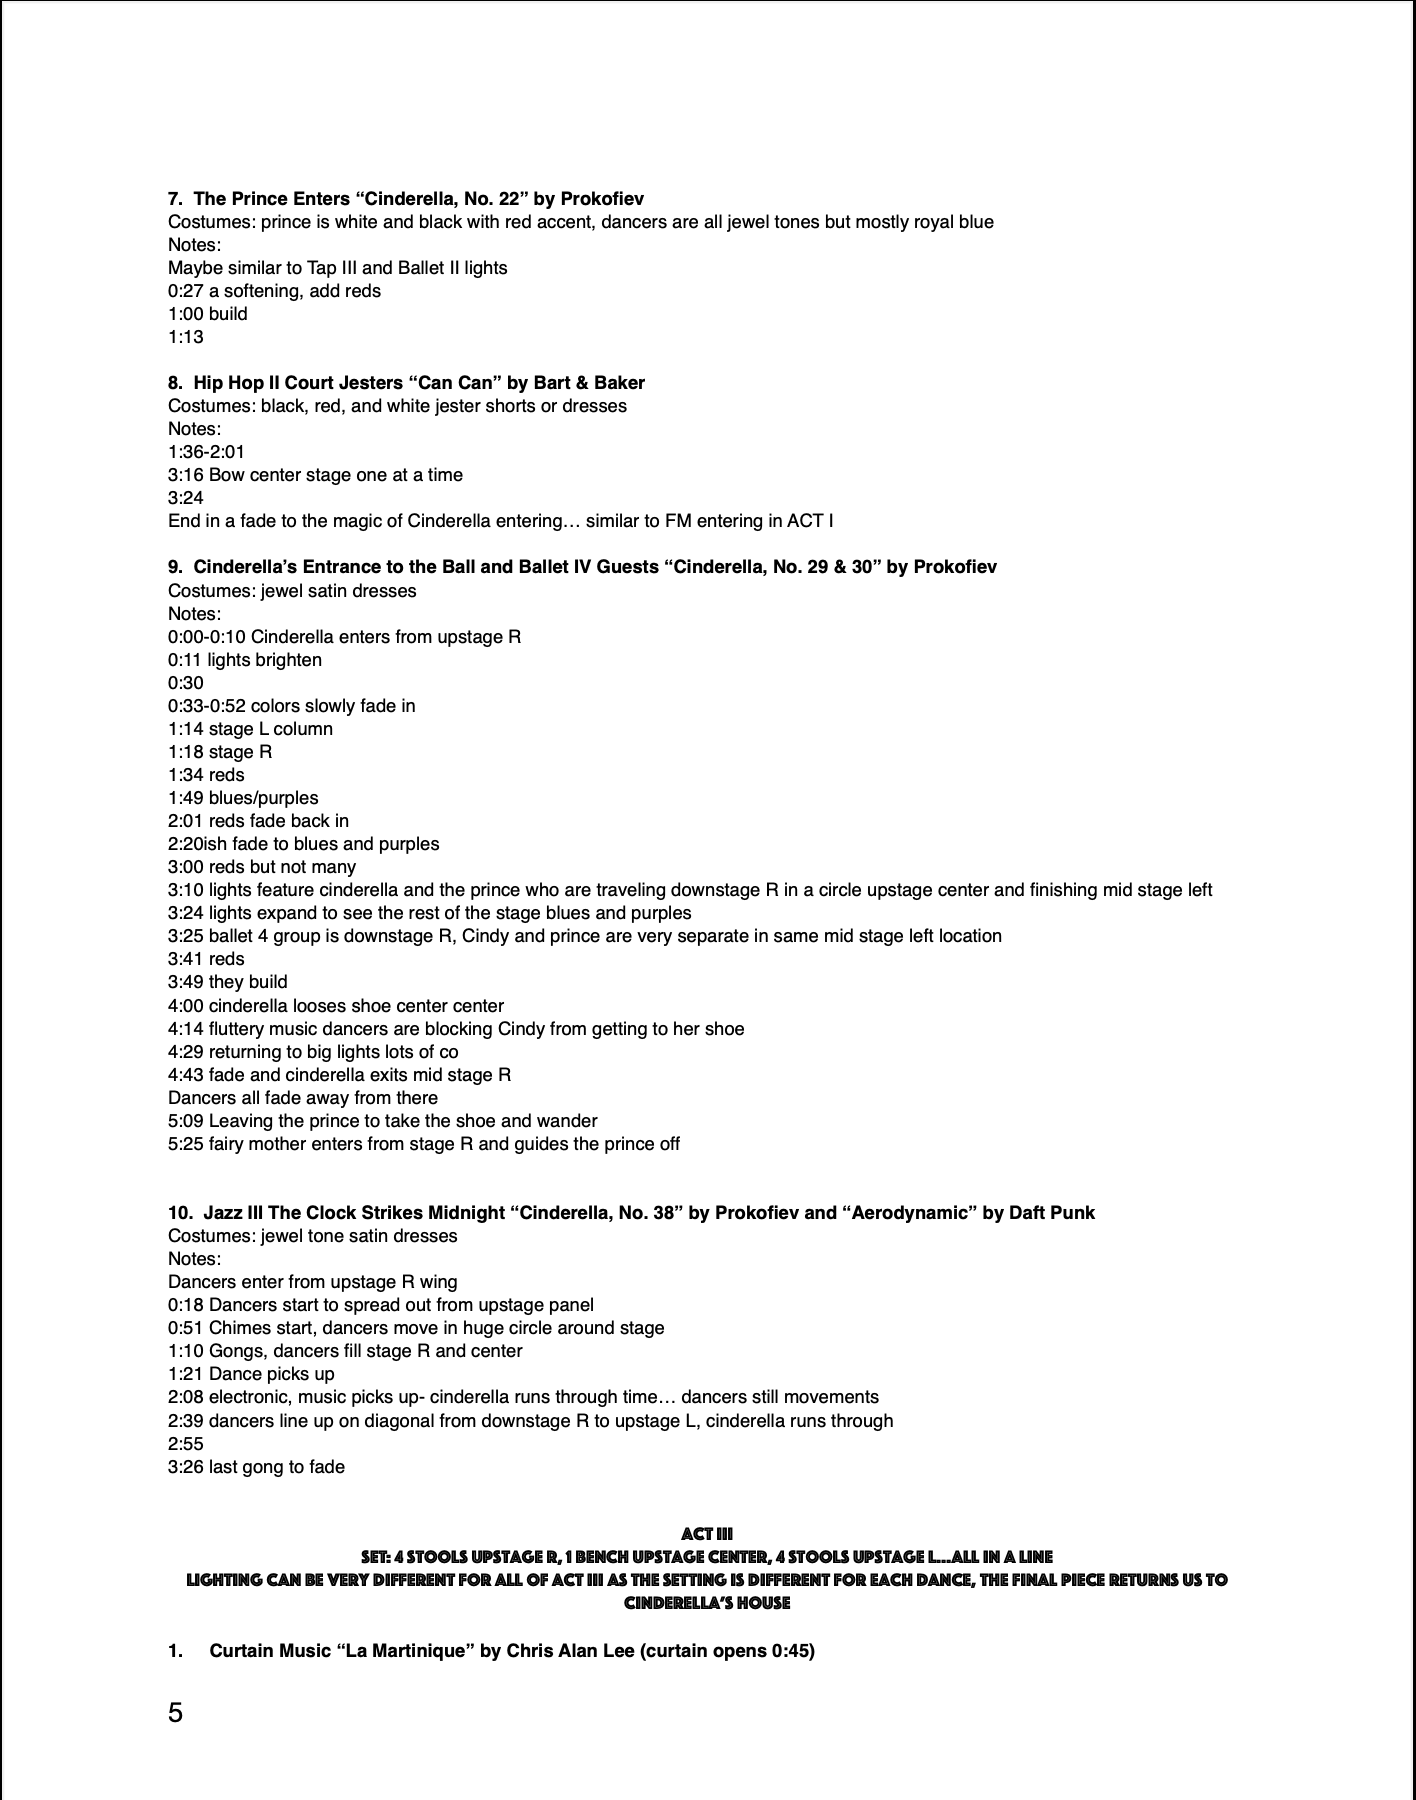 7.  The Prince Enters “Cinderella, No. 22” by Prokofiev
Costumes: prince is white and black with red accent, dancers are all jewel tones but mostly royal blue
Notes:
Maybe similar to Tap III and Ballet II lights
0:27 a softening, add reds
1:00 build
1:13
8.  Hip Hop II Court Jesters “Can Can” by Bart & Baker
Costumes: black, red, and white jester shorts or dresses
Notes:
1:36-2:01
3:16 Bow center stage one at a time
3:24
End in a fade to the magic of Cinderella entering… similar to FM entering in ACT I
9.  Cinderella’s Entrance to the Ball and Ballet IV Guests “Cinderella, No. 29 & 30” by Prokofiev
Costumes: jewel satin dresses
Notes:
0:00-0:10 Cinderella enters from upstage R
0:11 lights brighten
0:30
0:33-0:52 colors slowly fade in
1:14 stage L column
1:18 stage R
1:34 reds
1:49 blues/purples
2:01 reds fade back in
2:20ish fade to blues and purples
3:00 reds but not many
3:10 lights feature cinderella and the prince who are traveling downstage R in a circle upstage center and finishing mid stage left
3:24 lights expand to see the rest of the stage blues and purples
3:25 ballet 4 group is downstage R, Cindy and prince are very separate in same mid stage left location
3:41 reds
3:49 they build
4:00 cinderella looses shoe center center
4:14 fluttery music dancers are blocking Cindy from getting to her shoe
4:29 returning to big lights lots of co
4:43 fade and cinderella exits mid stage R
Dancers all fade away from there
5:09 Leaving the prince to take the shoe and wander
5:25 fairy mother enters from stage R and guides the prince off
10.  Jazz III The Clock Strikes Midnight “Cinderella, No. 38” by Prokofiev and “Aerodynamic” by Daft Punk
Costumes: jewel tone satin dresses
Notes:
Dancers enter from upstage R wing
0:18 Dancers start to spread out from upstage panel
0:51 Chimes start, dancers move in huge circle around stage
1:10 Gongs, dancers fill stage R and center
1:21 Dance picks up
2:08 electronic, music picks up- cinderella runs through time… dancers still movements
2:39 dancers line up on diagonal from downstage R to upstage L, cinderella runs through
2:55
3:26 last gong to fade
ACT III
SET: 4 STOOLS UPSTAGE R, 1 BENCH UPSTAGE CENTER, 4 STOOLS UPSTAGE L...ALL IN A LINE
LIGHTING CAN BE VERY DIFFERENT FOR ALL OF ACT III AS THE SETTING IS DIFFERENT FOR EACH DANCE, THE FINAL PIECE RETURNS US TO
CINDERELLA’S HOUSE
1.  Curtain Music “La Martinique” by Chris Alan Lee (curtain opens 0:45)
5